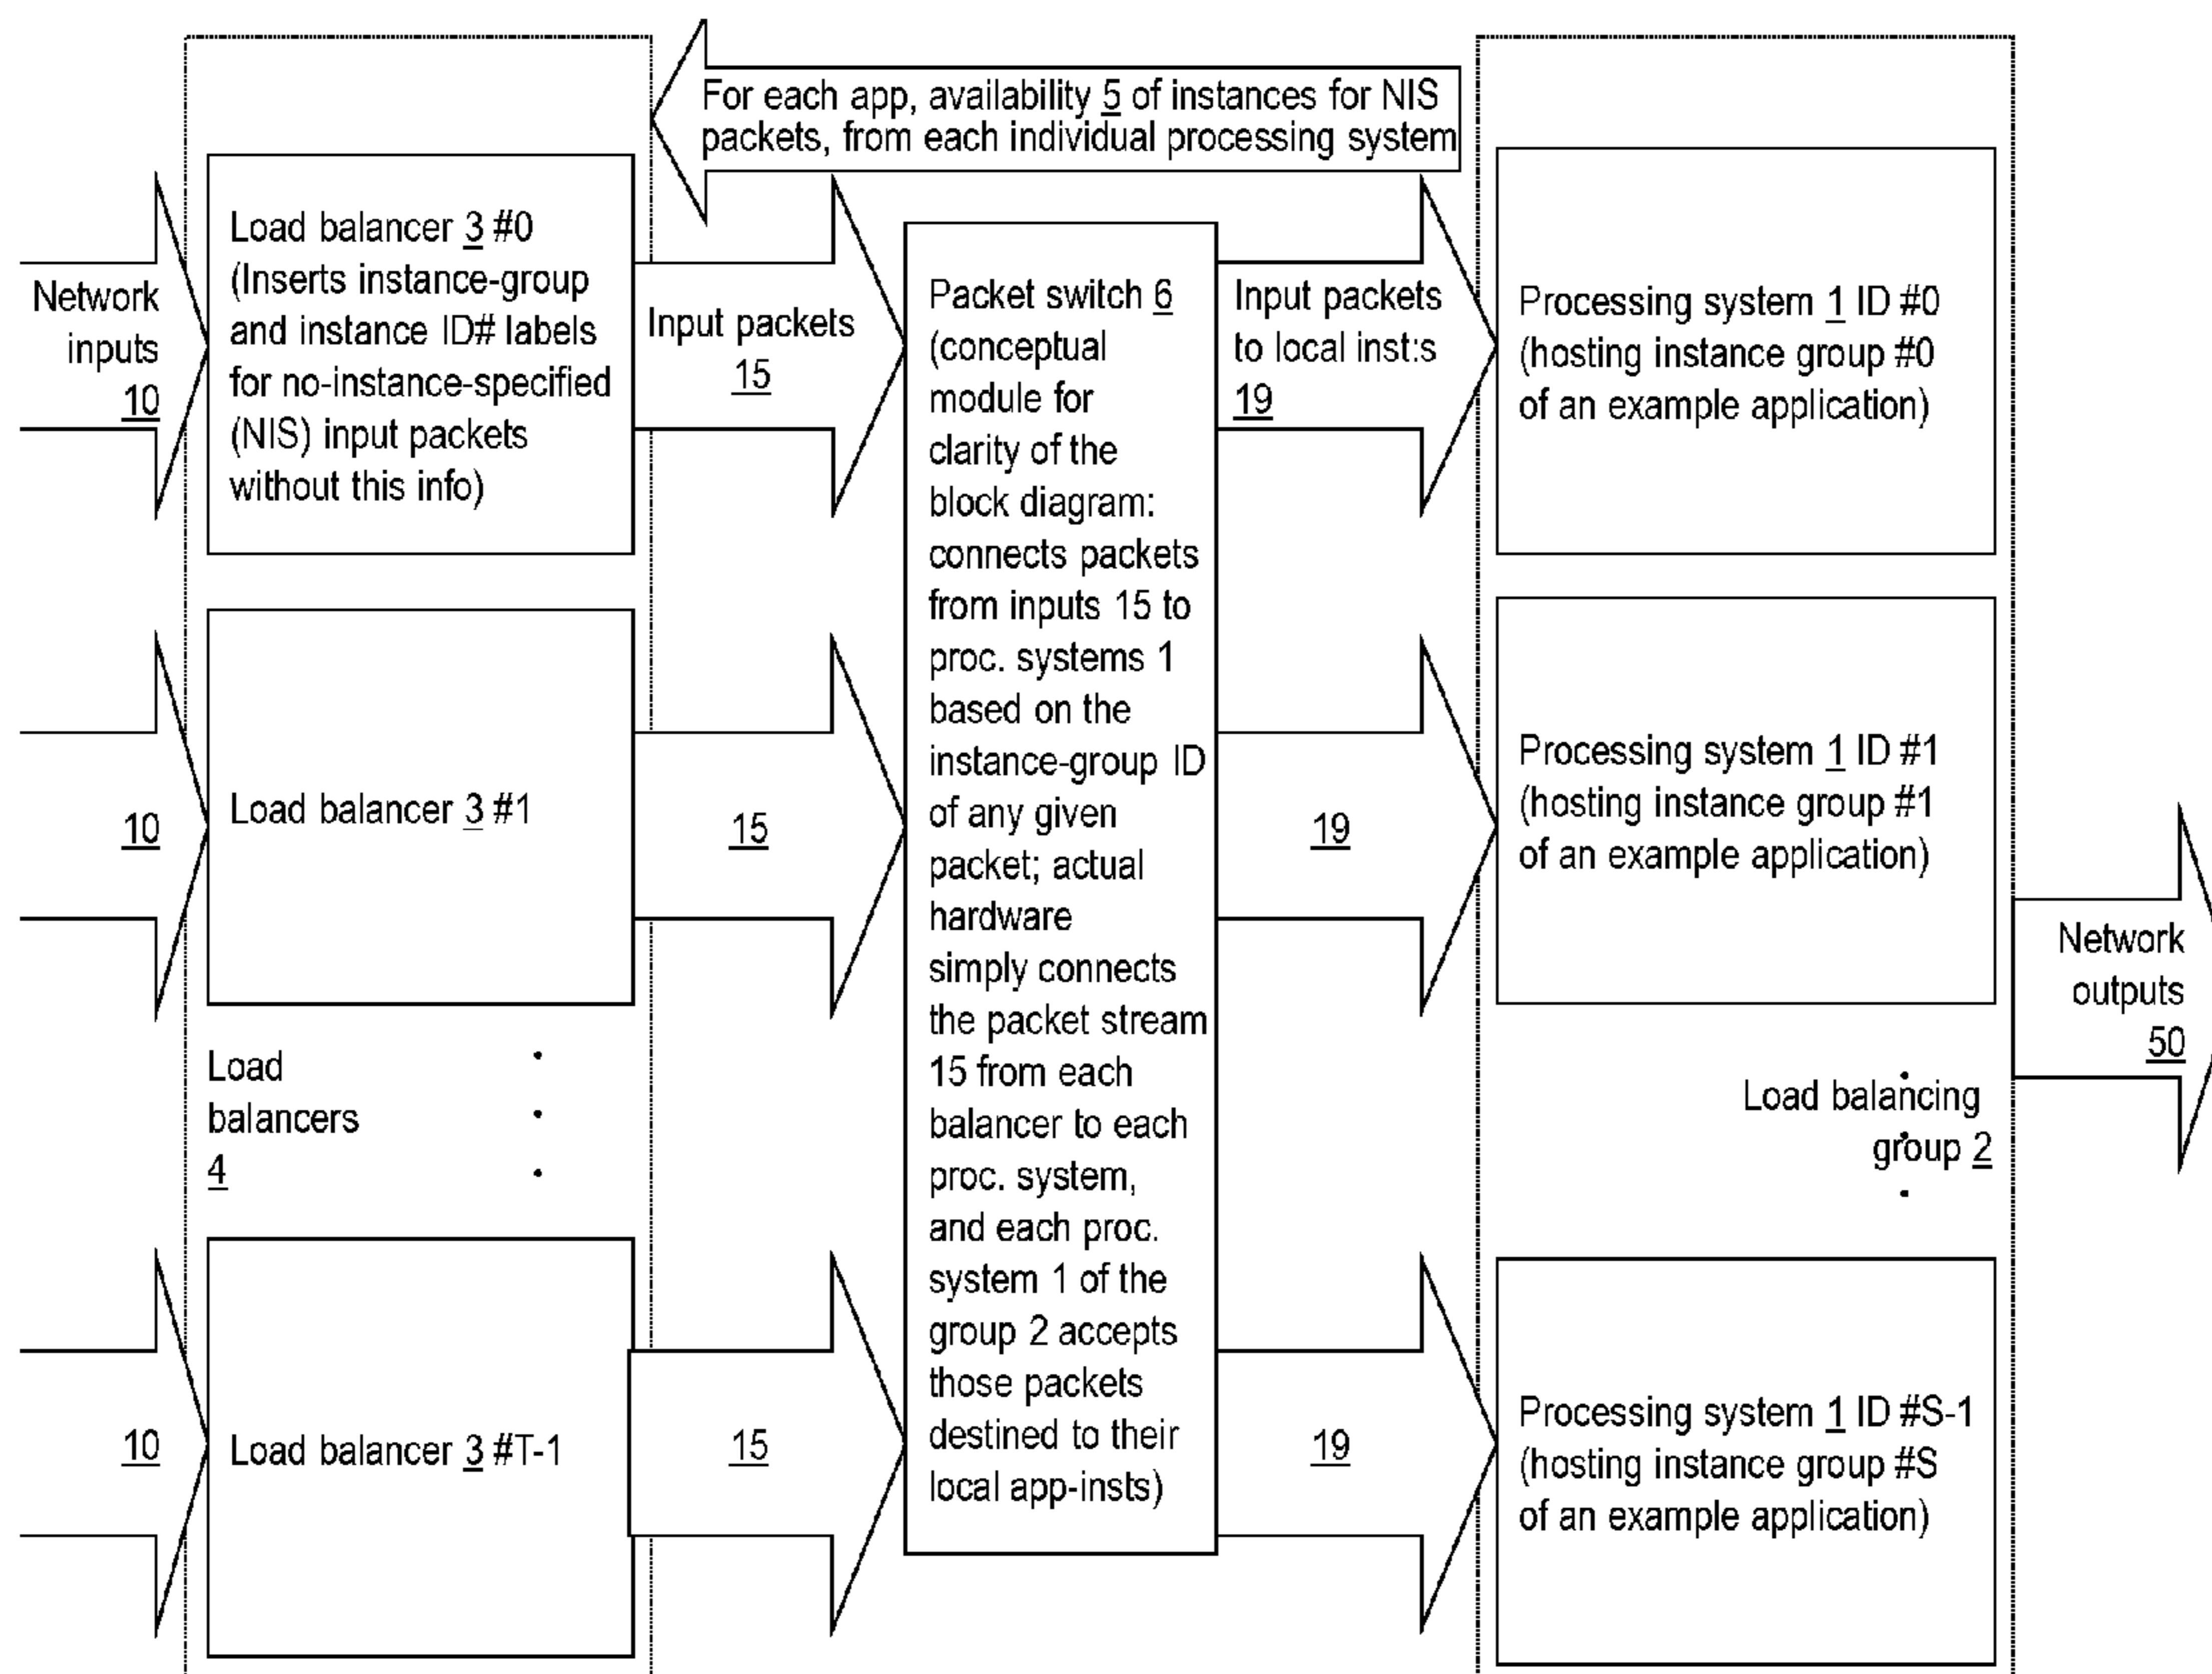 For each app, availability 5 of instances for NIS
packets, from each individual processing system
Network
inputs
10
Load balancer 3 #0
(Inserts instance-group
and instance ID# labels
for no-instance-specified
(NIS) input packets
without this info)
Input packets
15
Packet switch 6
(conceptual
module for
clarity of the
block diagram:
connects packets
from inputs 15 to
proc. systems 1
based on the
instance-group ID
of any given
packet; actual
hardware
simply connects
the packet stream
15 from each
balancer to each
proc. system,
and each proc.
system 1 of the
group 2 accepts
those packets
destined to their
local app-insts)
Input packets
to local inst:s
19
Processing system 1 ID #0
(hosting instance group #0
of an example application)
10
Load balancer 3 #1
15
19
Processing system 1 ID #1
(hosting instance group #1
of an example application)
Network
outputs
50
Load
balancers
4
Load balancing
group 2
10
Load balancer 3 #T-1
15
19
Processing system 1 ID #S-1
(hosting instance group #S
of an example application)